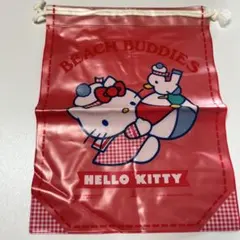 BEACH BUDDIES
HELLO KITTY